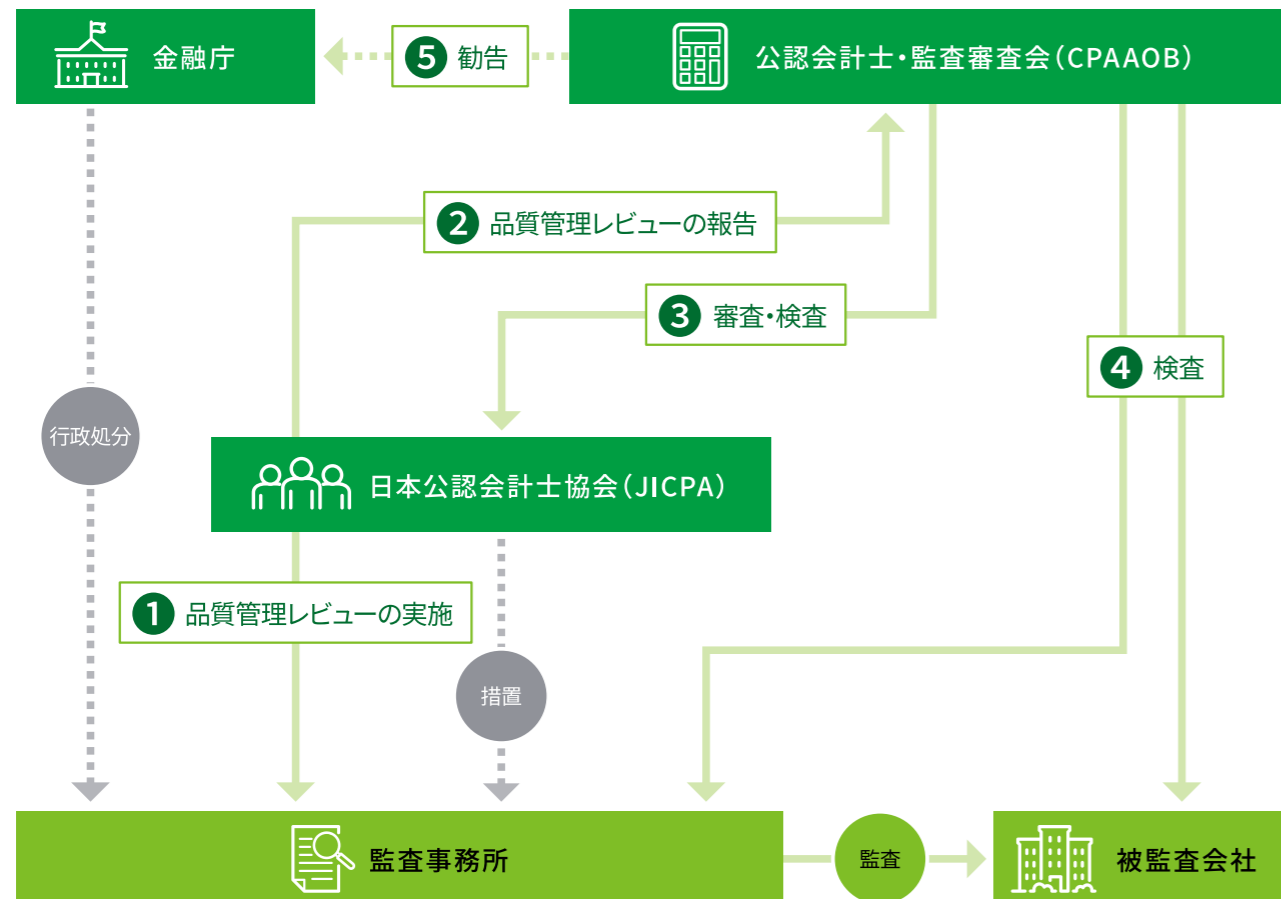 金融庁
5 勧告
公認会計士・監査審査会(CPAAOB)
2 品質管理レビューの報告
3 審査・検査
4 検査
行政処分
日本公認会計士協会(JICPA)
1 品質管理レビューの実施
措置
監査事務所
監査
被監査会社